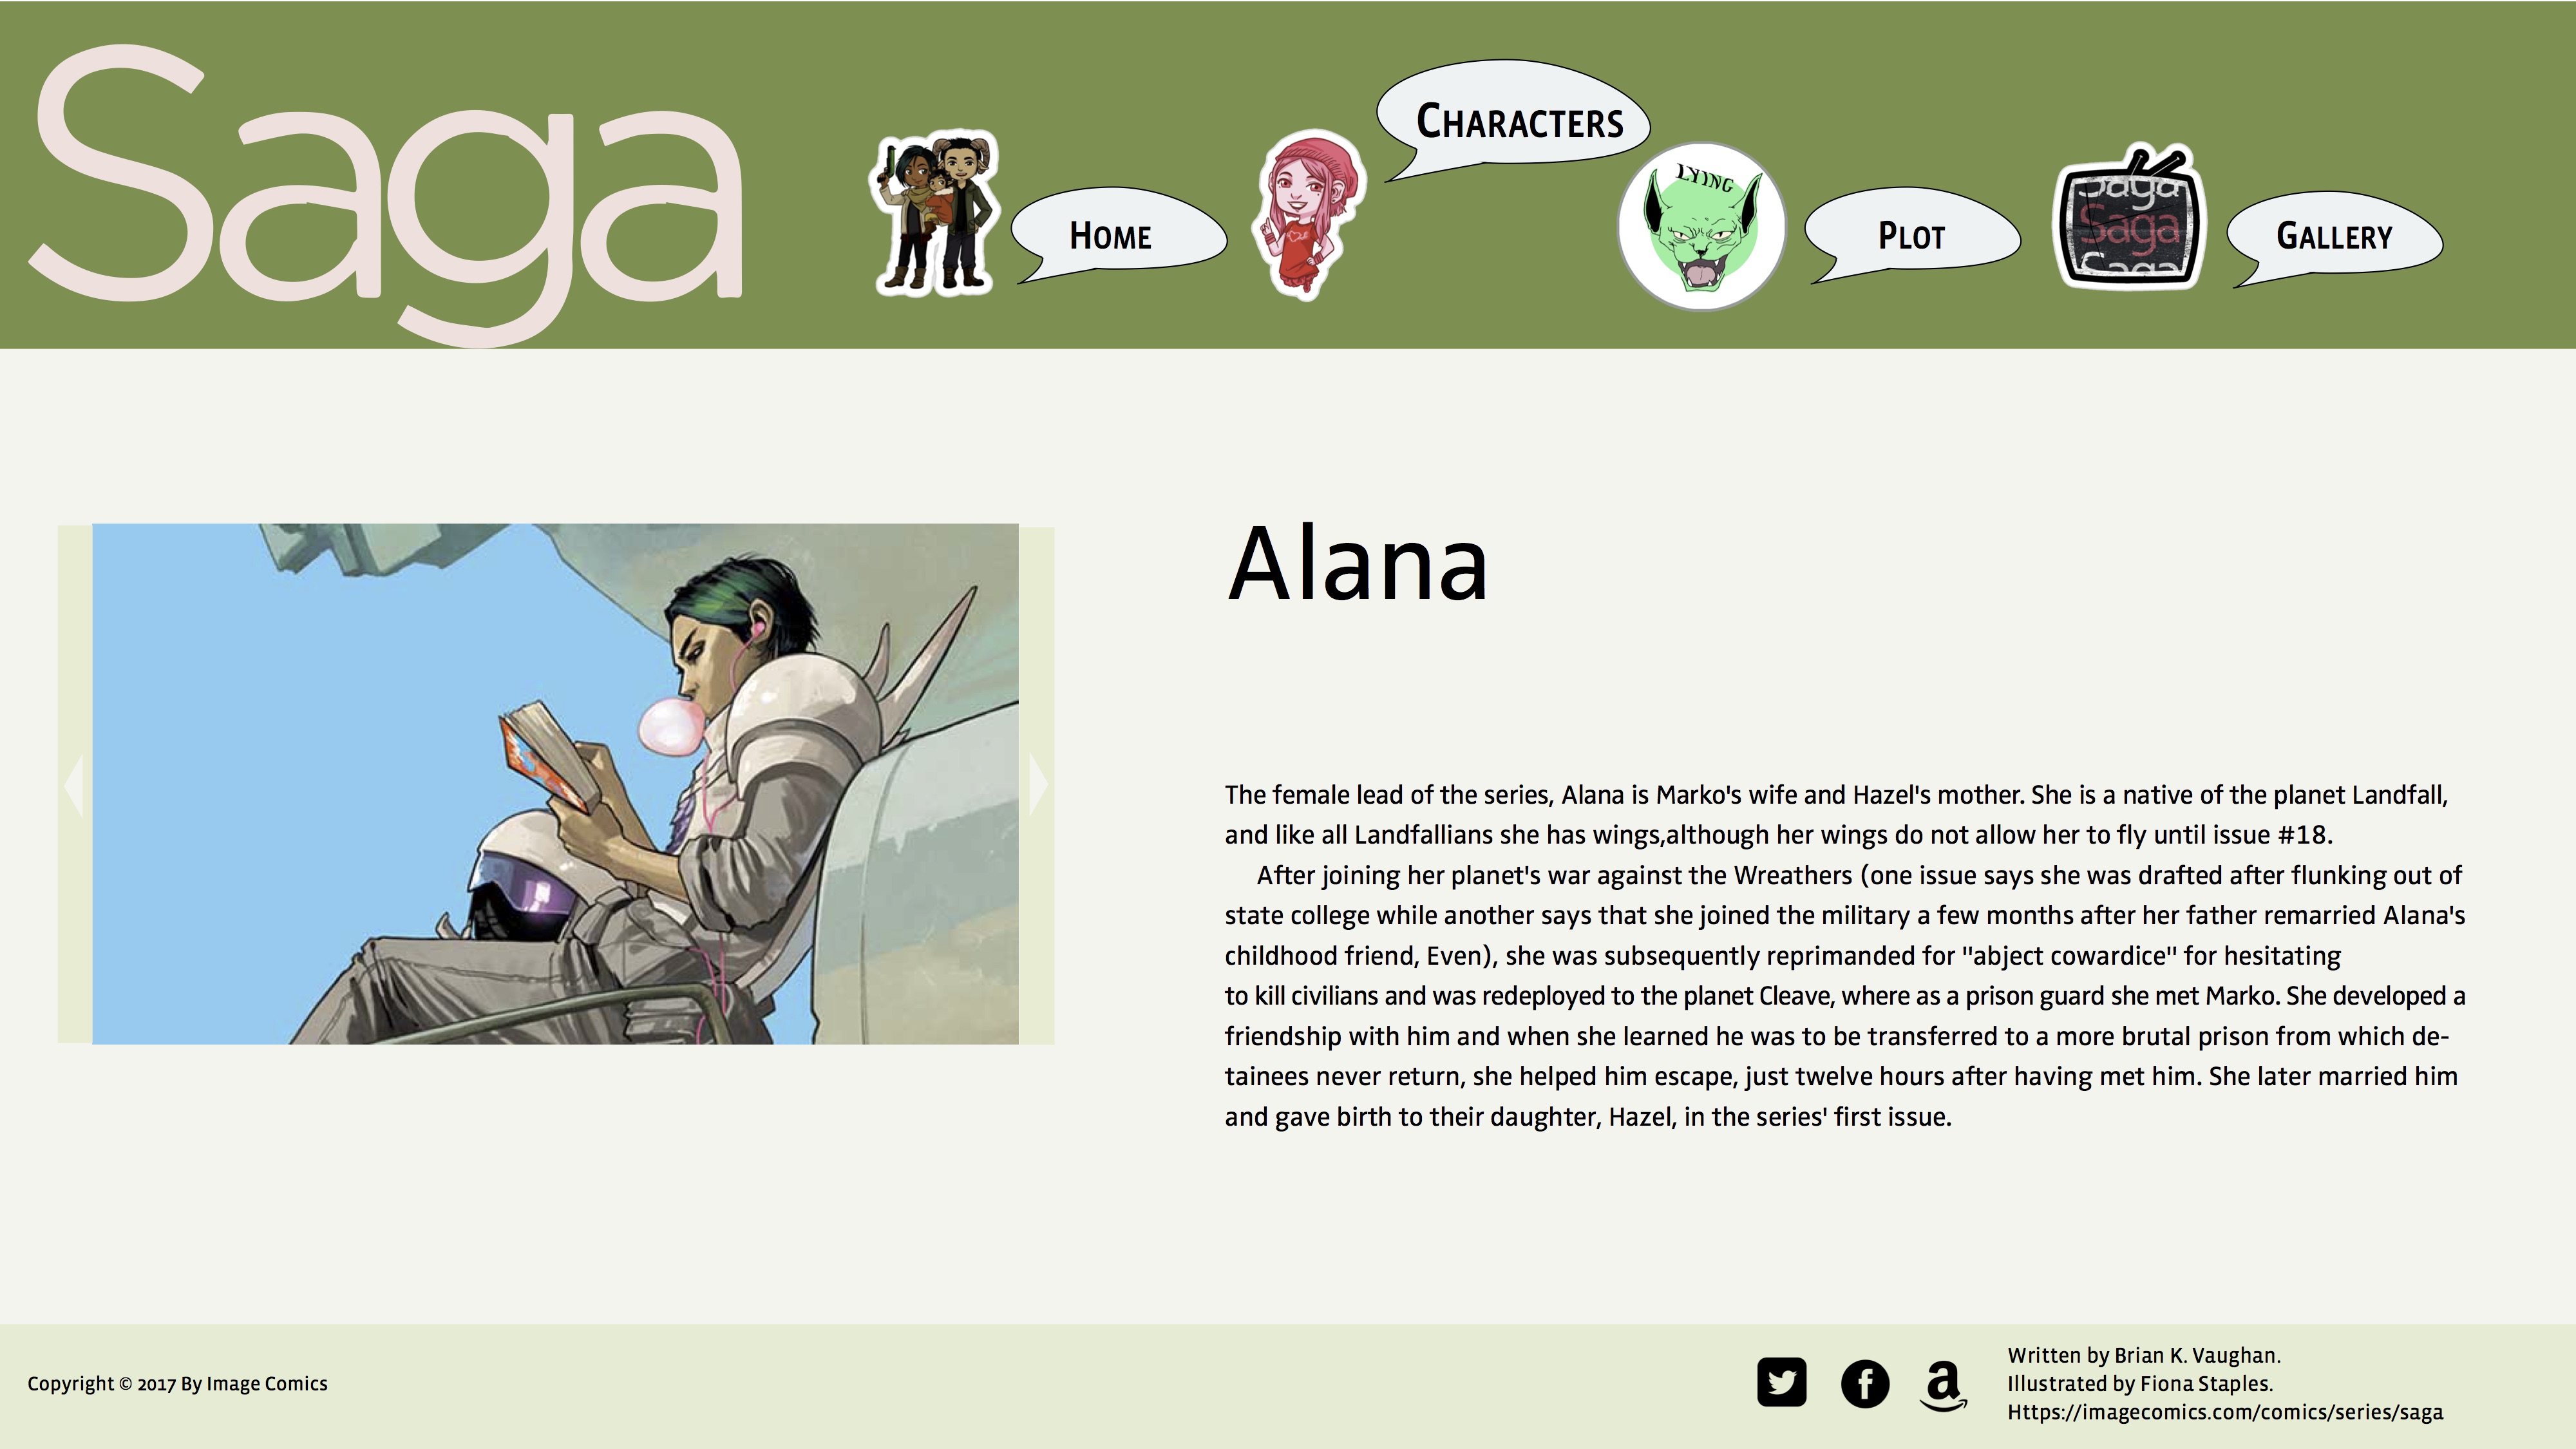 Saga
CHARACTERS
HOME
LYING
PLOT
Saga
Saga
Saga
GALLERY
Alana
The female lead of the series, Alana is Marko's wife and Hazel's mother. She is a native of the planet Landfall,
and like all Landfallians she has wings,although her wings do not allow her to fly until issue #18.
After joining her planet's war against the Wreathers (one issue says she was drafted after flunking out of
state college while another says that she joined the military a few months after her father remarried Alana's
childhood friend, Even), she was subsequently reprimanded for "abject cowardice" for hesitating
to kill civilians and was redeployed to the planet Cleave, where as a prison guard she met Marko. She developed a
friendship with him and when she learned he was to be transferred to a more brutal prison from which de-
tainees never return, she helped him escape, just twelve hours after having met him. She later married him
and gave birth to their daughter, Hazel, in the series' first issue.
Copyright © 2017 By Image Comics
Written by Brian K. Vaughan.
Illustrated by Fiona Staples.
Https://imagecomics.com/comics/series/saga